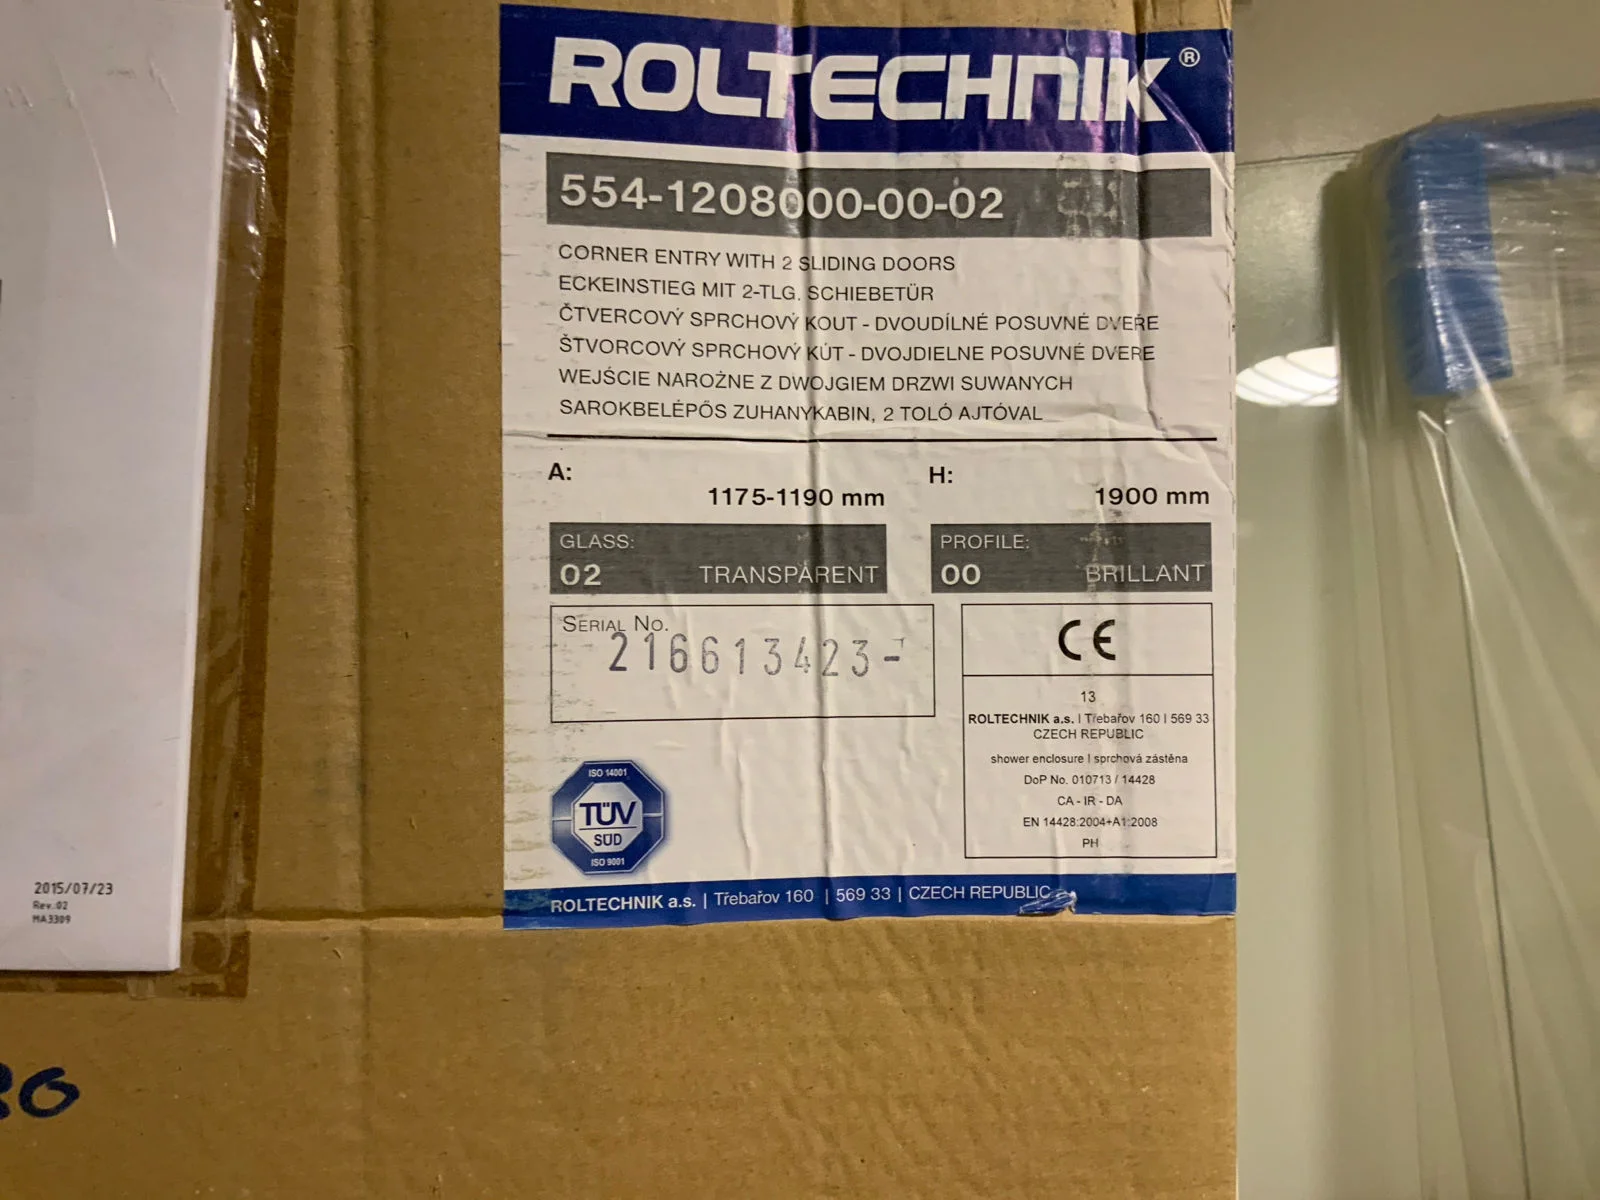 ROLTECHNIK®
554-1208000-00-02
CORNER ENTRY WITH 2 SLIDING DOORS
ECKEINSTIEG MIT 2-TLG. SCHIEBETÜR
ČTVERCOVÝ SPRCHOVÝ KOUT - DVOUDÍLNÉ POSUVNÉ DVEŘE
ŠTVORCOVÝ SPRCHOVÝ KÚT - DVOJDIELNE POSUVNÉ DVERE
WEJŚCIE NAROŻNE Z DWOJGIEM DRZWI SUWANYCH
SAROKBELÉPŐS ZUHANYKABIN, 2 TOLÓ AJTÓVAL
A:
1175-1190 mm
H:
1900 mm
GLASS:
02 TRANSPARENT
PROFILE:
00 BRILLANT
SERIAL NO.
216613423-
CE
13
ROLTECHNIK a.s. | Třebařov 160 | 569 33
CZECH REPUBLIC
shower enclosure | sprchová zástěna
DoP No. 010713 / 14428
CA - IR - DA
EN 14428:2004+A1:2008
PH
ISO 14001
TÜV
SÜD
ISO 9001
ROLTECHNIK a.s. | Třebařov 160 | 569 33 | CZECH REPUBLIC
2015/07/23
Rev.02
MA3309